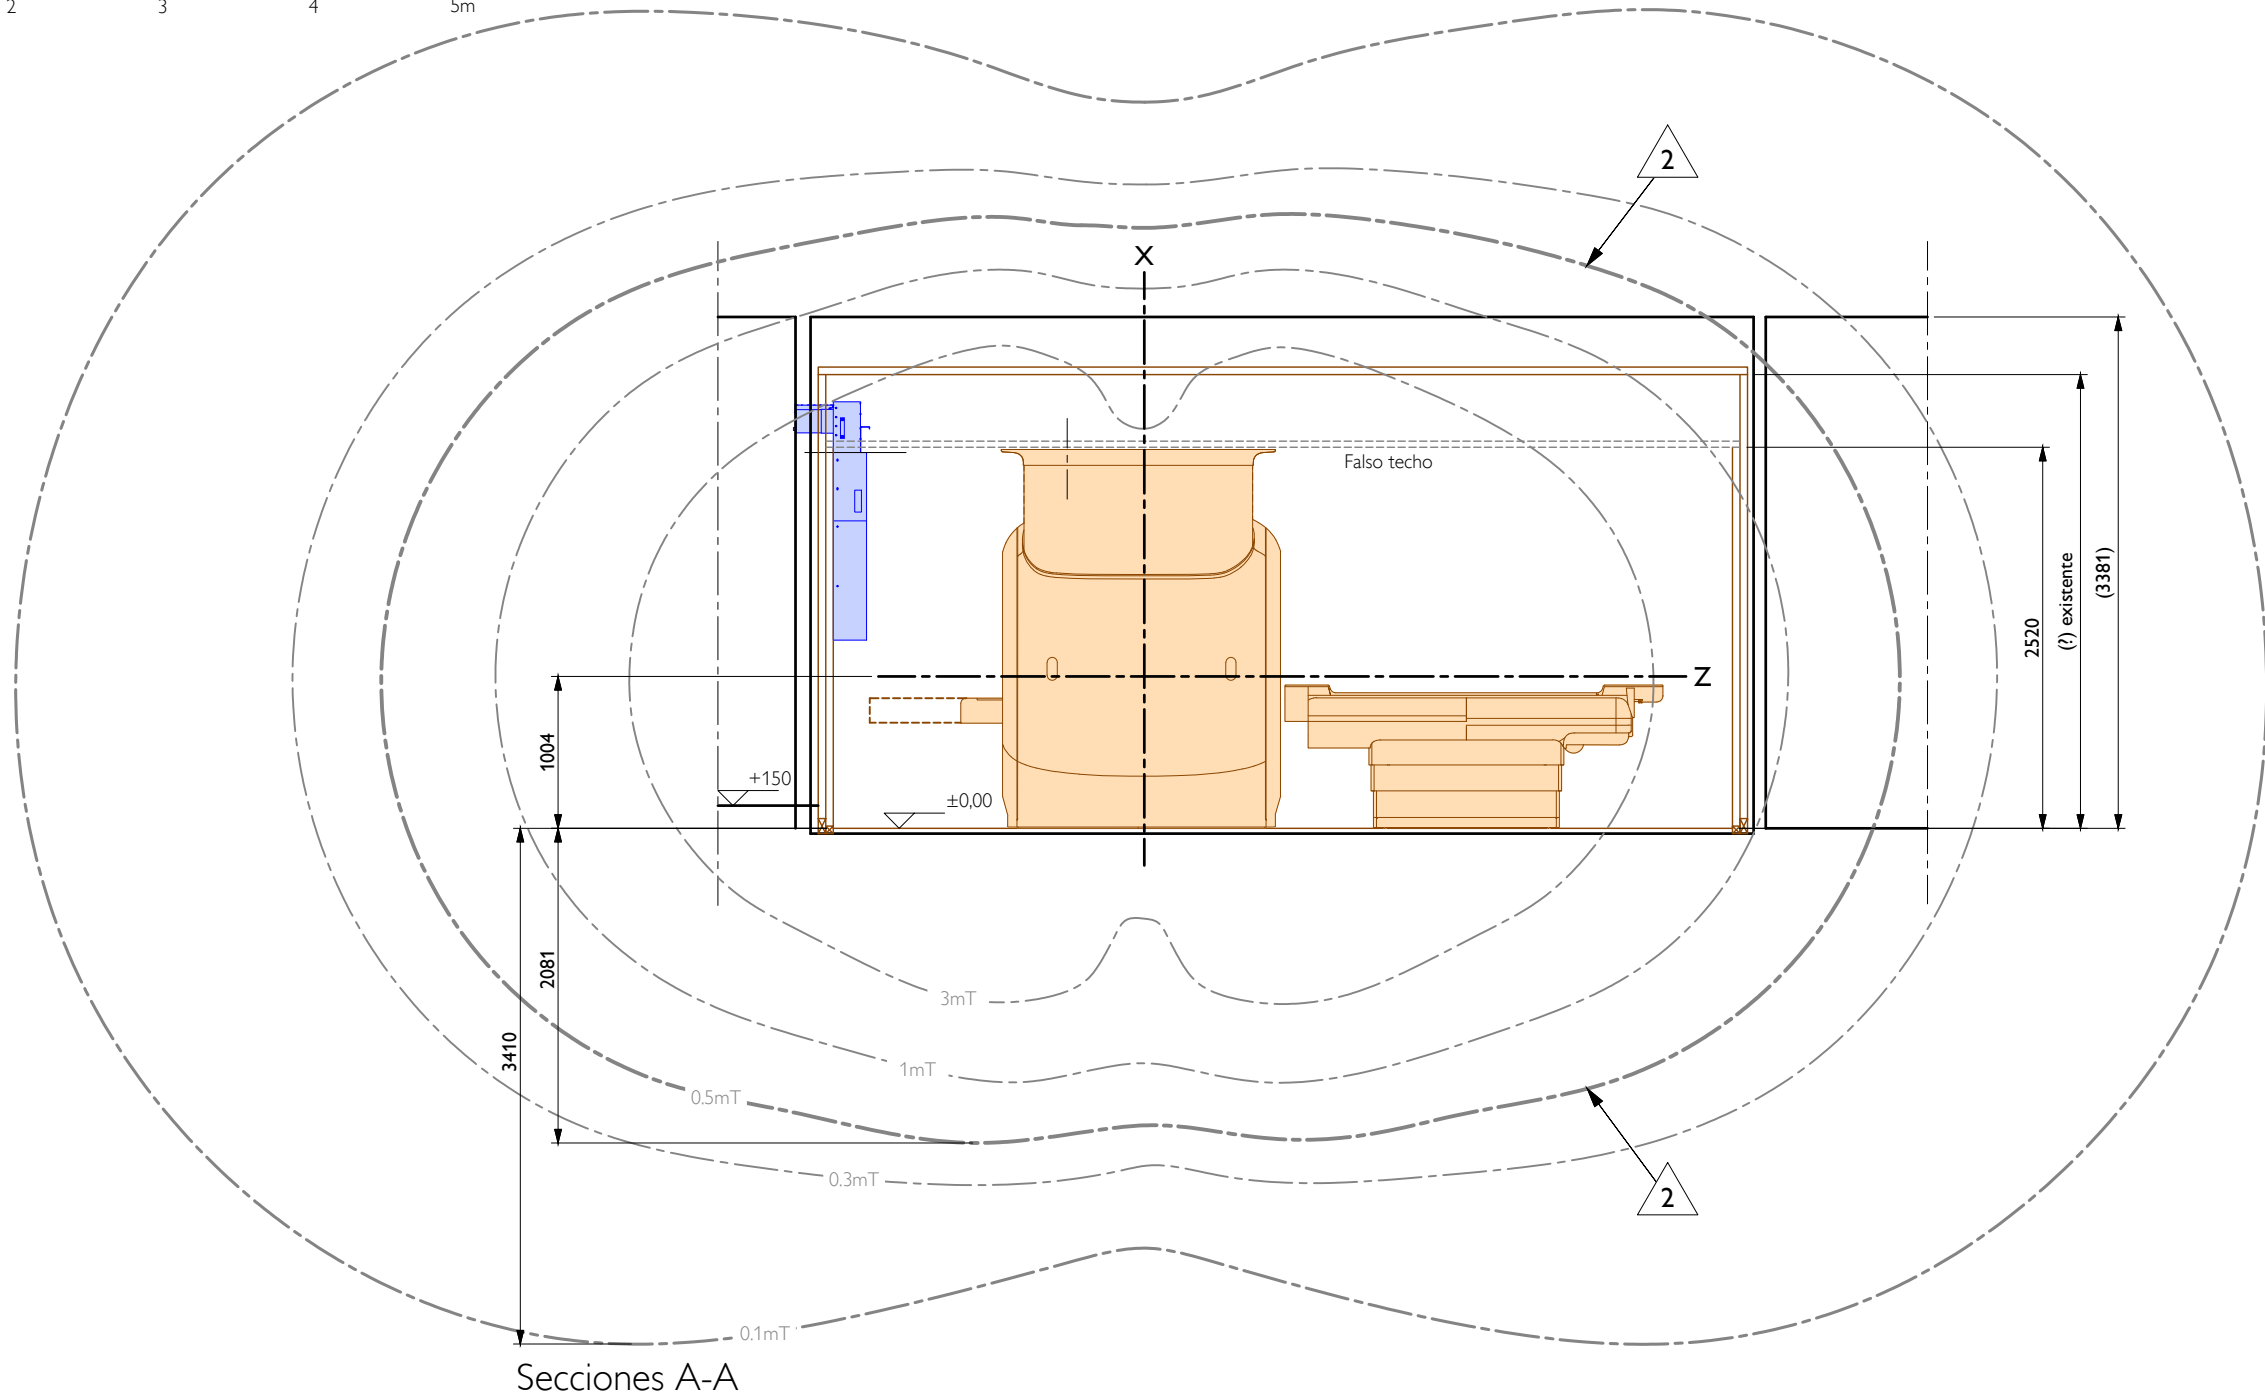 2 3 4 5m
2
X
Falso techo
2520
(?) existente
(3381)
Z
1004
+150
±0,00
2081
3mT
3410
1mT
0.5mT
0.3mT
2
0.1mT
Secciones A-A